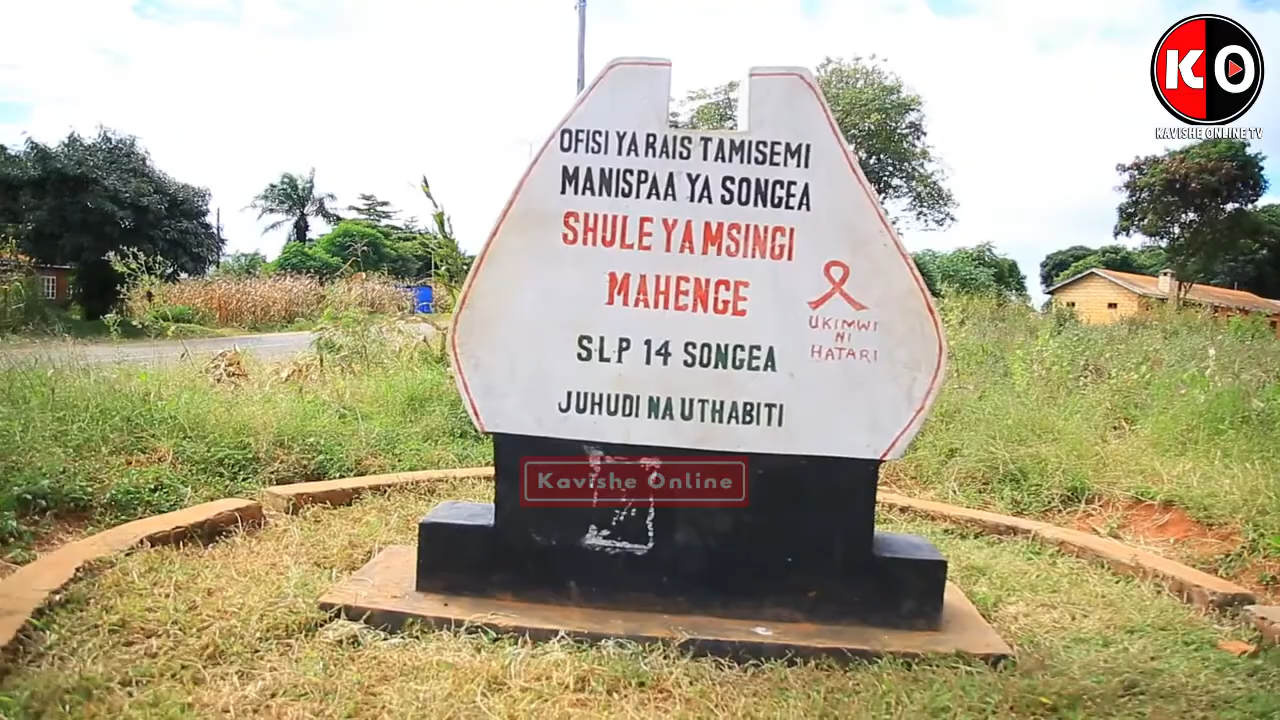 KO
KAVISHE ONLINE TV
OFISI YA RAIS TAMISEMI
MANISPAA YA SONGEA
SHULE YA MSINGI
MAHENGE
UKIMWI
NI
HATARI
S.L.P 14 SONGEA
JUHUDI NA UTHABITI
Kavishe Online